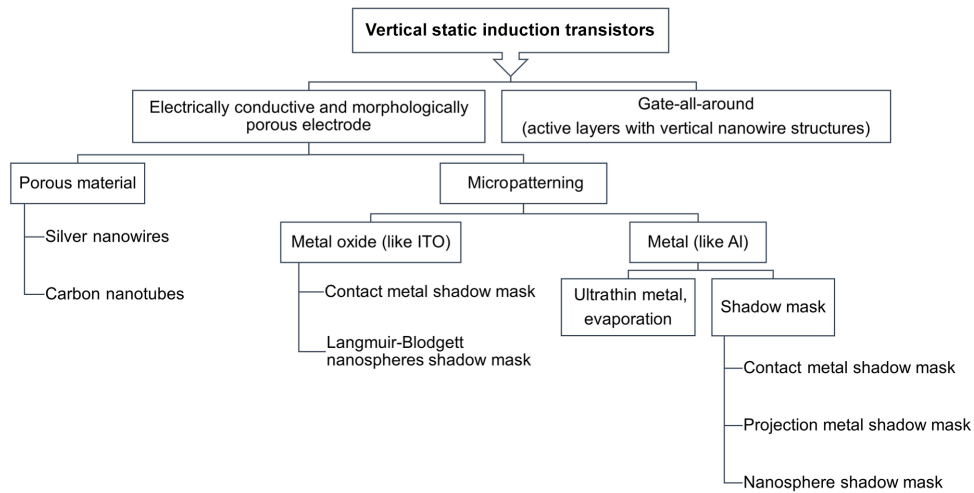 Vertical static induction transistors
Electrically conductive and morphologically
porous electrode
Gate-all-around
(active layers with vertical nanowire structures)
Porous material
Micropatterning
Silver nanowires
Carbon nanotubes
Metal oxide (like ITO)
Metal (like Al)
Contact metal shadow mask
Langmuir-Blodgett
nanospheres shadow mask
Ultrathin metal,
evaporation
Shadow mask
Contact metal shadow mask
Projection metal shadow mask
Nanosphere shadow mask